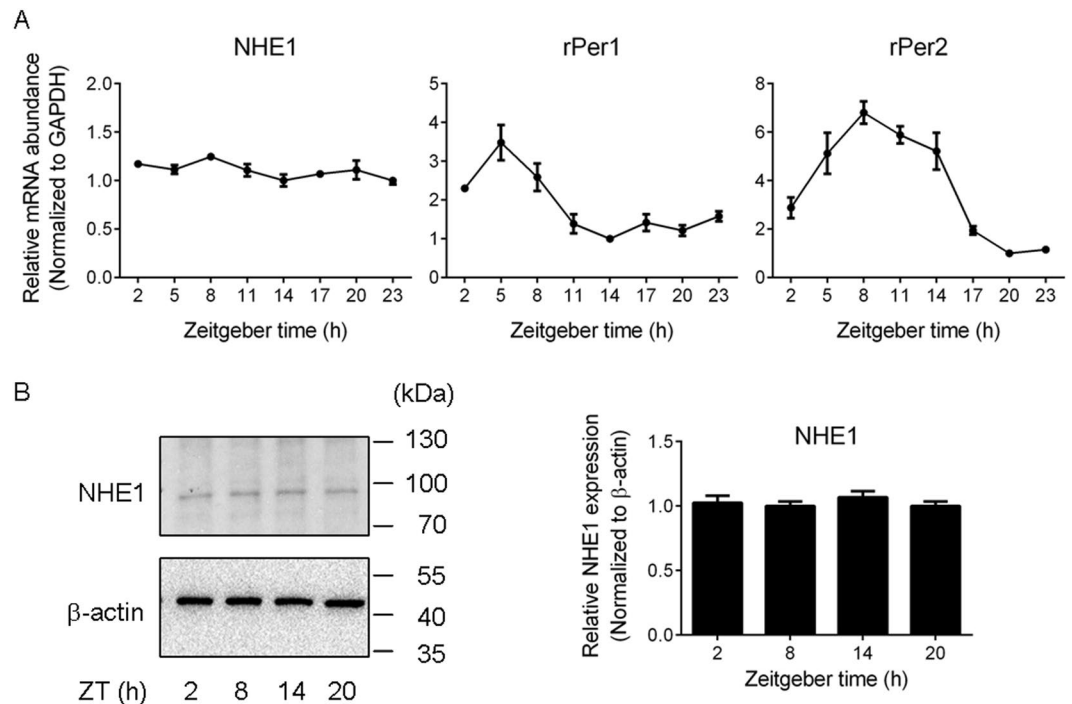 A
NHE1
rPer1
rPer2
Relative mRNA abundance
(Normalized to GAPDH)
2.0
1.5
1.0
0.5
0.0
5
4
3
2
1
0
8
6
4
2
0
2 5 8 11 14 17 20 23
2 5 8 11 14 17 20 23
2 5 8 11 14 17 20 23
Zeitgeber time (h)
Zeitgeber time (h)
Zeitgeber time (h)
B
(kDa)
NHE1
130
100
70
β-actin
55
40
35
ZT (h) 2 8 14 20
NHE1
Relative NHE1 expression
(Normalized to β-actin)
1.5
1.0
0.5
0.0
2 8 14 20
Zeitgeber time (h)